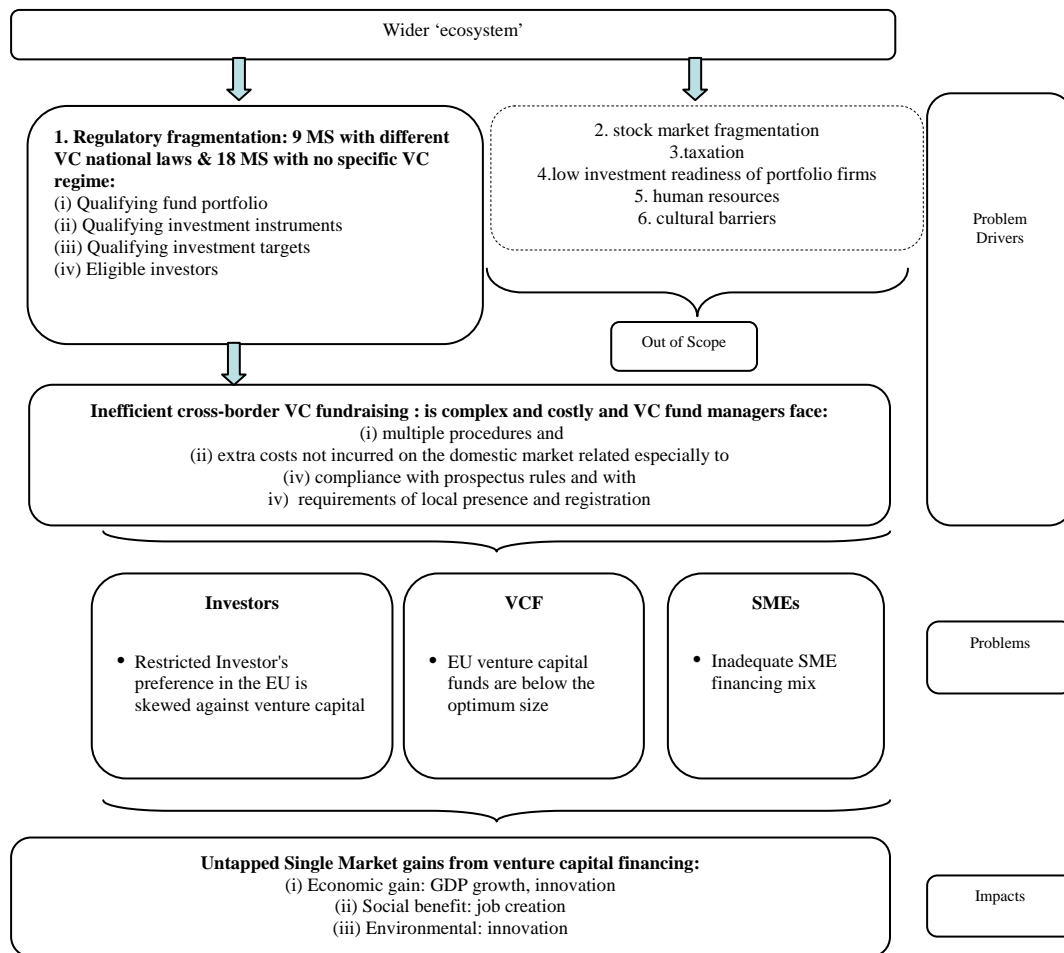 Wider ‘ecosystem’
1. Regulatory fragmentation: 9 MS with different
VC national laws & 18 MS with no specific VC
regime:
(i) Qualifying fund portfolio
(ii) Qualifying investment instruments
(iii) Qualifying investment targets
(iv) Eligible investors
2. stock market fragmentation
3.taxation
4.low investment readiness of portfolio firms
5. human resources
6. cultural barriers
Out of Scope
Problem
Drivers
Inefficient cross-border VC fundraising : is complex and costly and VC fund managers face:
(i) multiple procedures and
(ii) extra costs not incurred on the domestic market related especially to
(iv) compliance with prospectus rules and with
iv) requirements of local presence and registration
Investors
• Restricted Investor's
preference in the EU is
skewed against venture capital
VCF
• EU venture capital
funds are below the
optimum size
SMEs
• Inadequate SME
financing mix
Problems
Untapped Single Market gains from venture capital financing:
(i) Economic gain: GDP growth, innovation
(ii) Social benefit: job creation
(iii) Environmental: innovation
Impacts